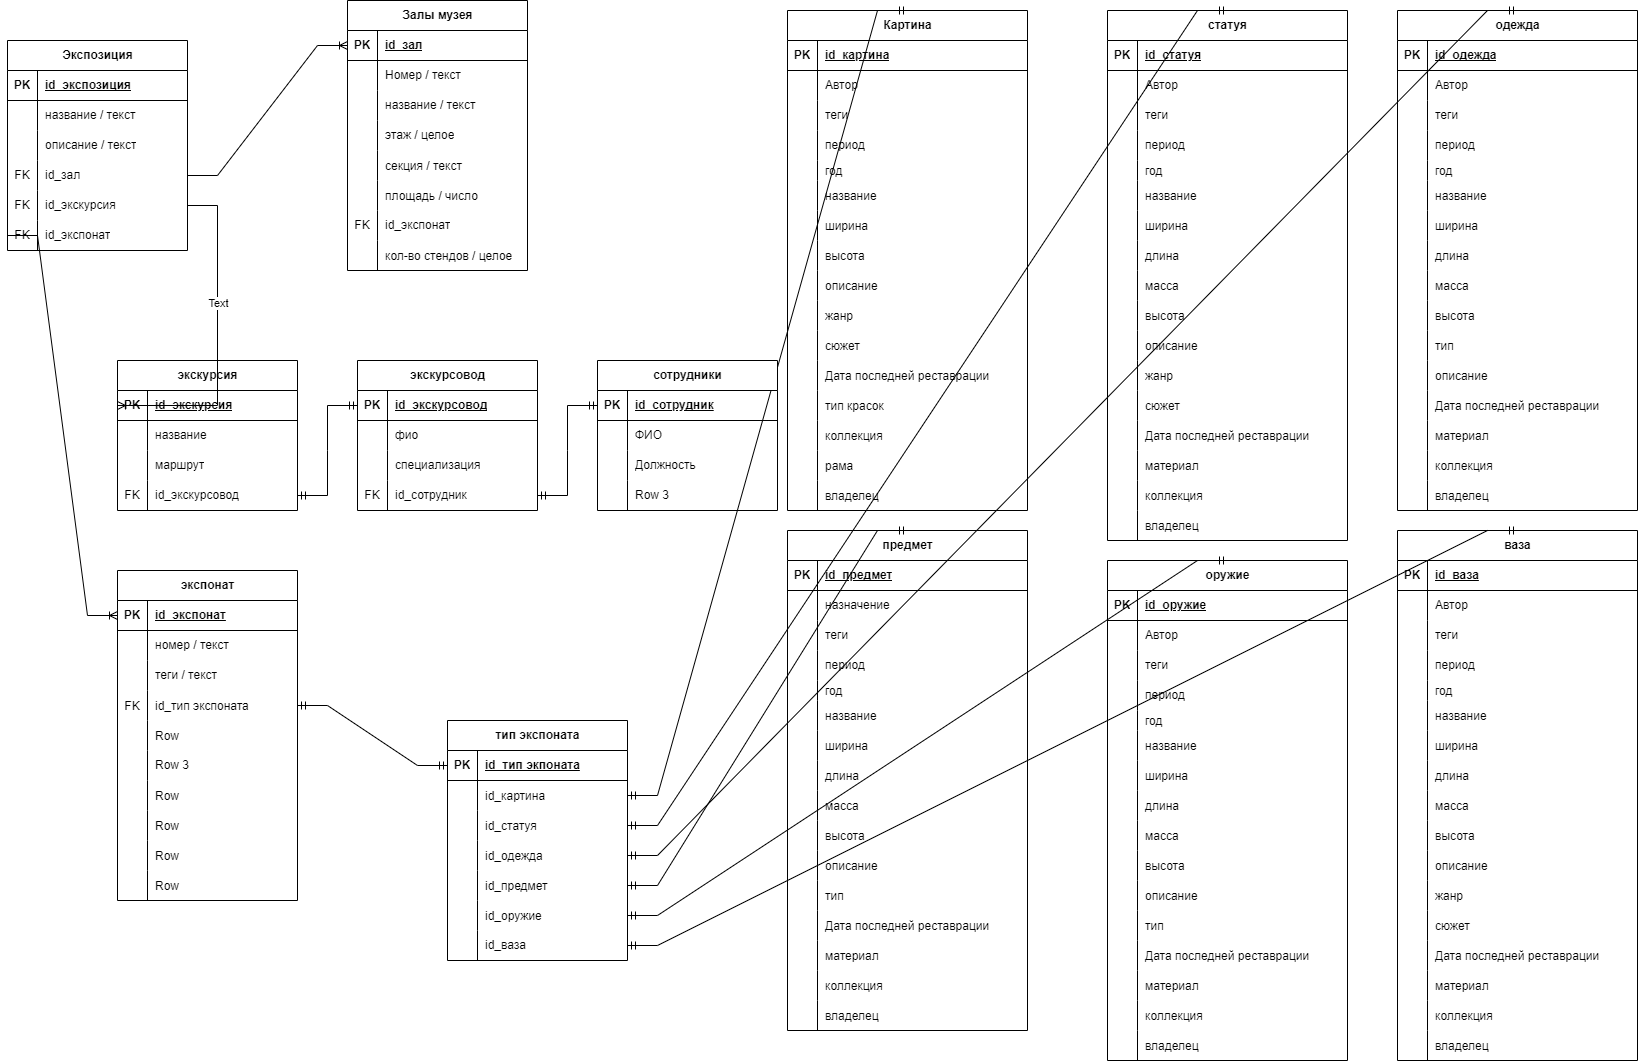 Экспозиция
PK id_экспозиция
название / текст
описание / текст
FK id_зал
FK id_экскурсия
FK id_экспонат
Залы музея
PK id_зал
Номер / текст
название / текст
этаж / целое
секция / текст
площадь / число
FK id_экспонат
кол-во стендов / целое
Text
экскурсия
PK id_экскурсия
название
маршрут
FK id_экскурсовод
экскурсовод
PK id_экскурсовод
фио
специализация
FK id_сотрудник
сотрудники
PK id_сотрудник
ФИО
Должность
Row 3
экспонат
PK id_экспонат
номер / текст
теги / текст
FK id_тип экспоната
Row
Row 3
Row
Row
Row
Row
тип экспоната
PK id_тип экпоната
id_картина
id_статуя
id_одежда
id_предмет
id_оружие
id_ваза
Картина
PK id_картина
Автор
теги
период
год
название
ширина
высота
описание
жанр
сюжет
Дата последней реставрации
тип красок
коллекция
рама
владелец
статуя
PK id_статуя
Автор
теги
период
год
название
ширина
длина
масса
высота
описание
жанр
сюжет
Дата последней реставрации
материал
коллекция
владелец
одежда
PK id_одежда
Автор
теги
период
год
название
ширина
длина
масса
высота
тип
описание
Дата последней реставрации
материал
коллекция
владелец
предмет
PK id_предмет
назначение
теги
период
год
название
ширина
длина
масса
высота
описание
тип
Дата последней реставрации
материал
коллекция
владелец
оружие
PK id_оружие
Автор
теги
период
год
название
ширина
длина
масса
высота
описание
тип
Дата последней реставрации
материал
коллекция
владелец
ваза
PK id_ваза
Автор
теги
период
год
название
ширина
длина
масса
высота
описание
жанр
сюжет
Дата последней реставрации
материал
коллекция
владелец